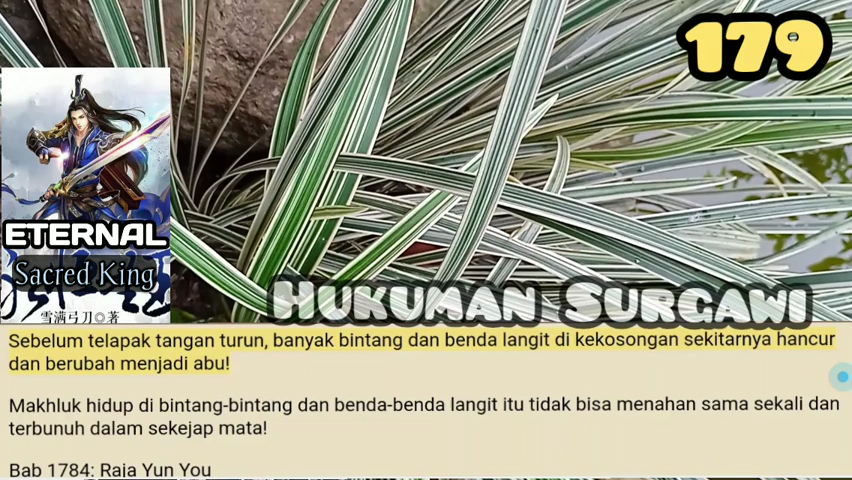 179
ETERNAL
Sacred King
雪满弓刀◎著
HUKUMAN SURGAWI
Sebelum telapak tangan turun, banyak bintang dan benda langit di kekosongan sekitarnya hancur
dan berubah menjadi abu!
Makhluk hidup di bintang-bintang dan benda-benda langit itu tidak bisa menahan sama sekali dan
terbunuh dalam sekejap mata!
Bab 1784: Raja Yun You